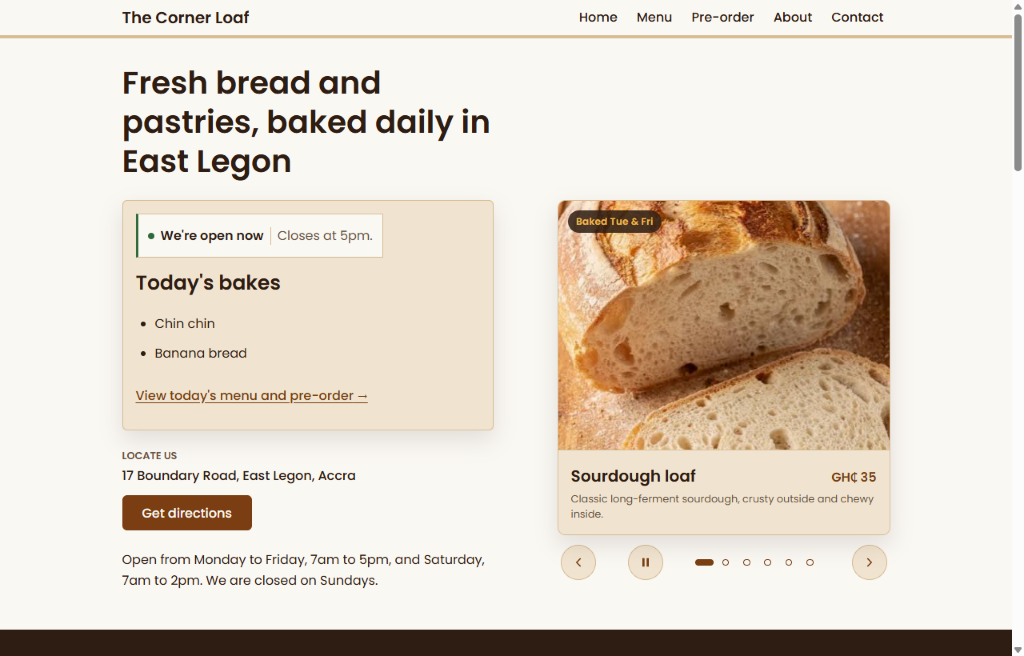 The Corner Loaf
Home Menu Pre-order About Contact
Fresh bread and
pastries, baked daily in
East Legon
We're open now Closes at 5pm.
Today's bakes
Chin chin
Banana bread
View today's menu and pre-order →
LOCATE US
17 Boundary Road, East Legon, Accra
Get directions
Open from Monday to Friday, 7am to 5pm, and Saturday,
7am to 2pm. We are closed on Sundays.
Baked Tue & Fri
Sourdough loaf
GH₵ 35
Classic long-ferment sourdough, crusty outside and chewy
inside.